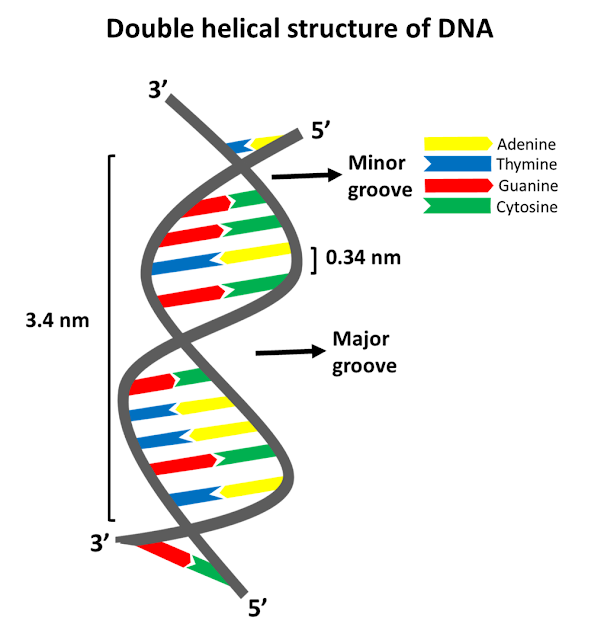 Double helical structure of DNA
3’
5’
Adenine
Thymine
Guanine
Cytosine
Minor
groove
0.34 nm
3.4 nm
Major
groove
3’
5’